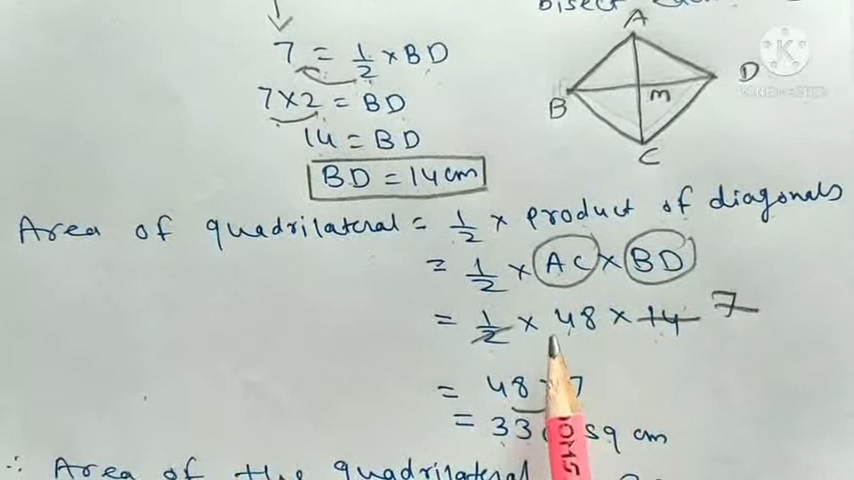 Bisect
7 = 1/2 × BD
7×2 = BD
14 = BD
BD = 14 cm
A
B
M
D
C
Area of quadrilateral = 1/2 × product of diagonals
= 1/2 × AC × BD
= 1/2 × 48 × 14 7
= 48 × 7
= 33 sq cm
∴ Area of the quadrilateral